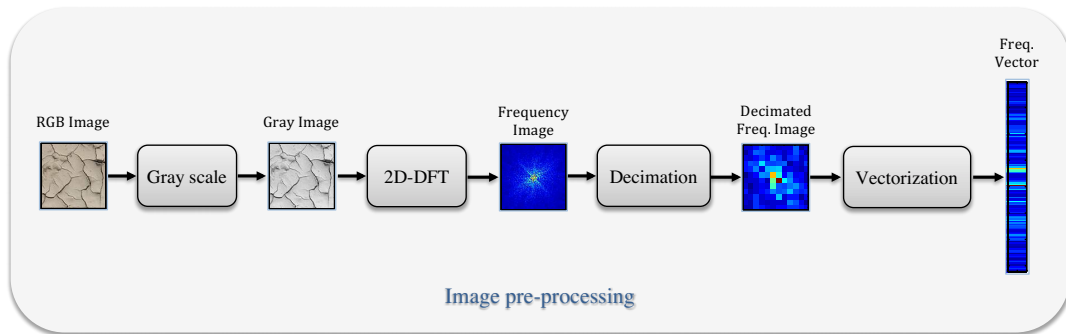 RGB Image
Gray scale
Gray Image
2D-DFT
Frequency
Image
Decimation
Decimated
Freq. Image
Vectorization
Freq.
Vector
Image pre-processing